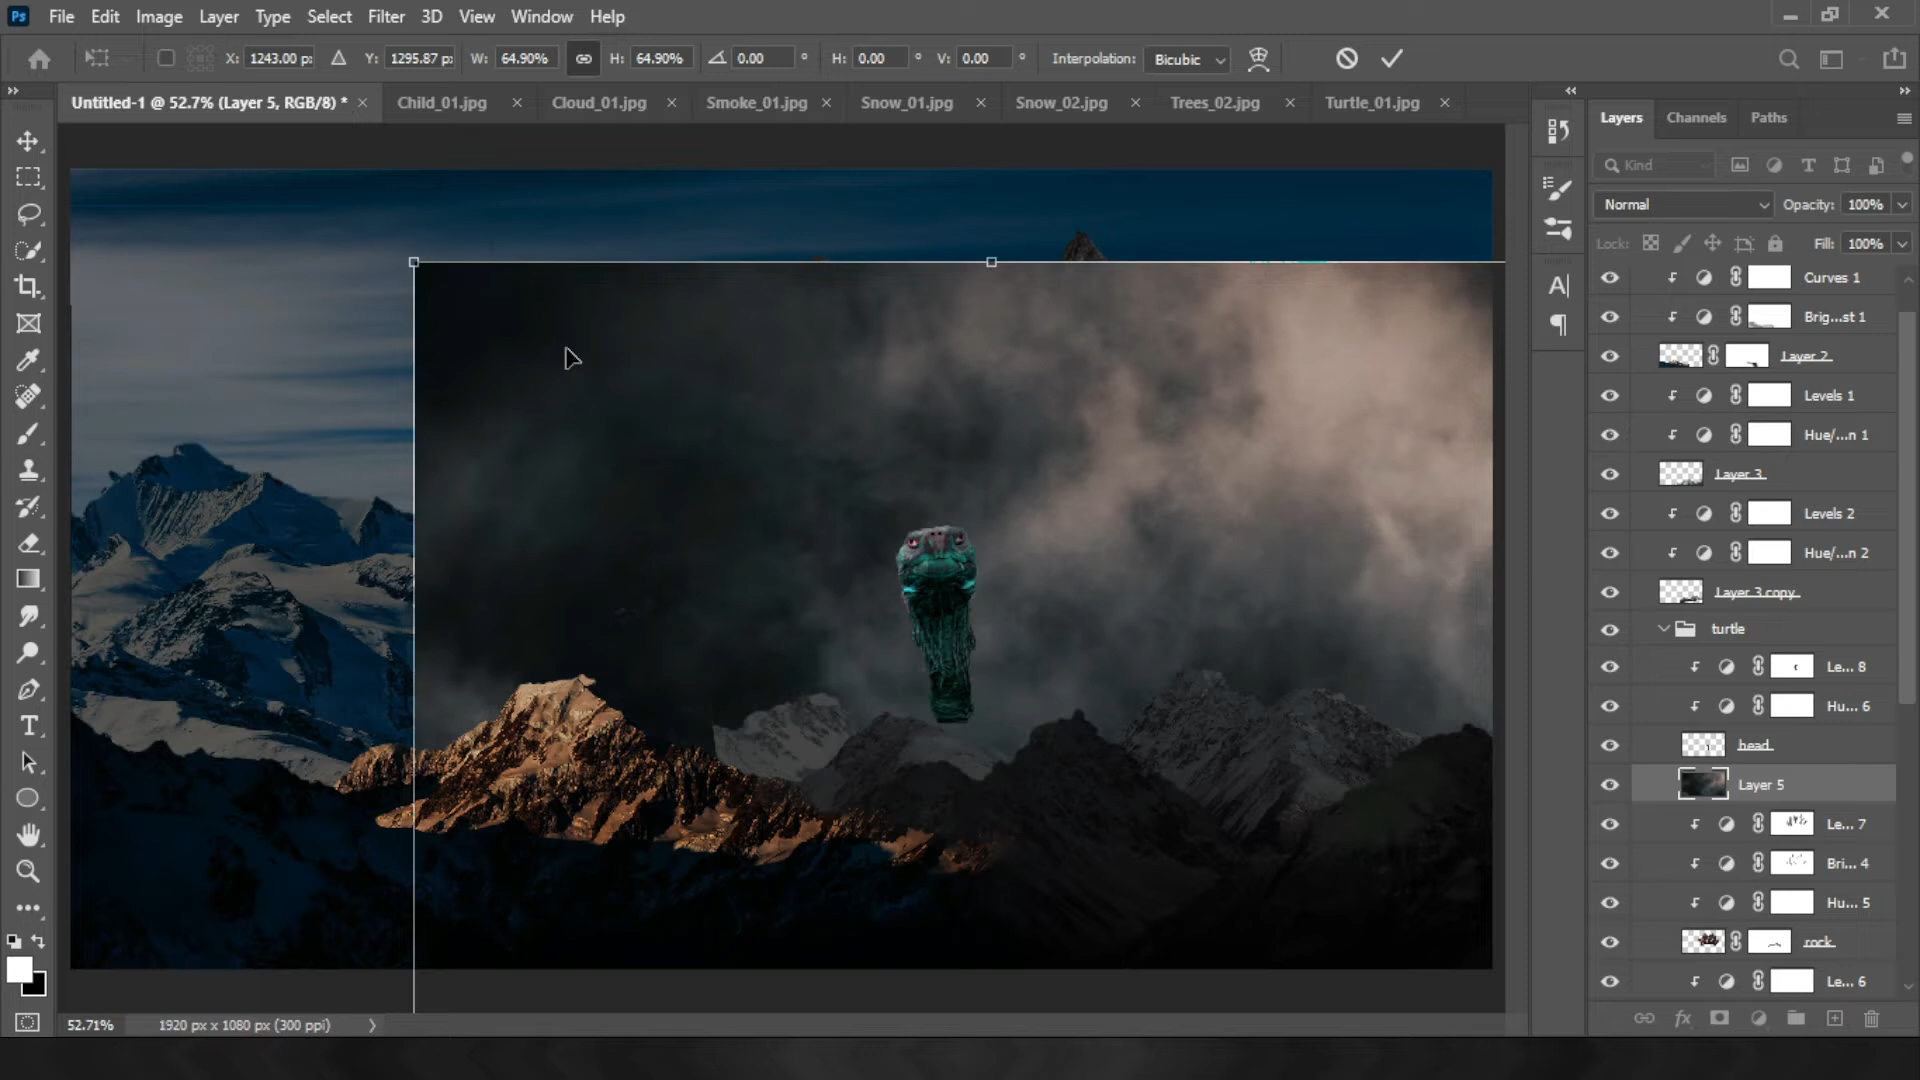 Ps File Edit Image Layer Type Select Filter 3D View Window Help
X: 1243.00 px Y: 1295.87 px W: 64.90% H: 64.90% 0.00 ° H: 0.00 ° V: 0.00 ° Interpolation: Bicubic
Untitled-1 @ 52.7% (Layer 5, RGB/8) * × Child_01.jpg × Cloud_01.jpg × Smoke_01.jpg × Snow_01.jpg × Snow_02.jpg × Trees_02.jpg × Turtle_01.jpg ×
Layers Channels Paths
Kind
Normal Opacity: 100%
Lock: Fill: 100%
Curves 1
Brig...st 1
Layer 2
Levels 1
Hue/...n 1
Layer 3
Levels 2
Hue/...n 2
Layer 3 copy
turtle
Le... 8
Hu... 6
head
Layer 5
Le... 7
Bri... 4
Hu... 5
rock
Le... 6
52.71% 1920 px x 1080 px (300 ppi)